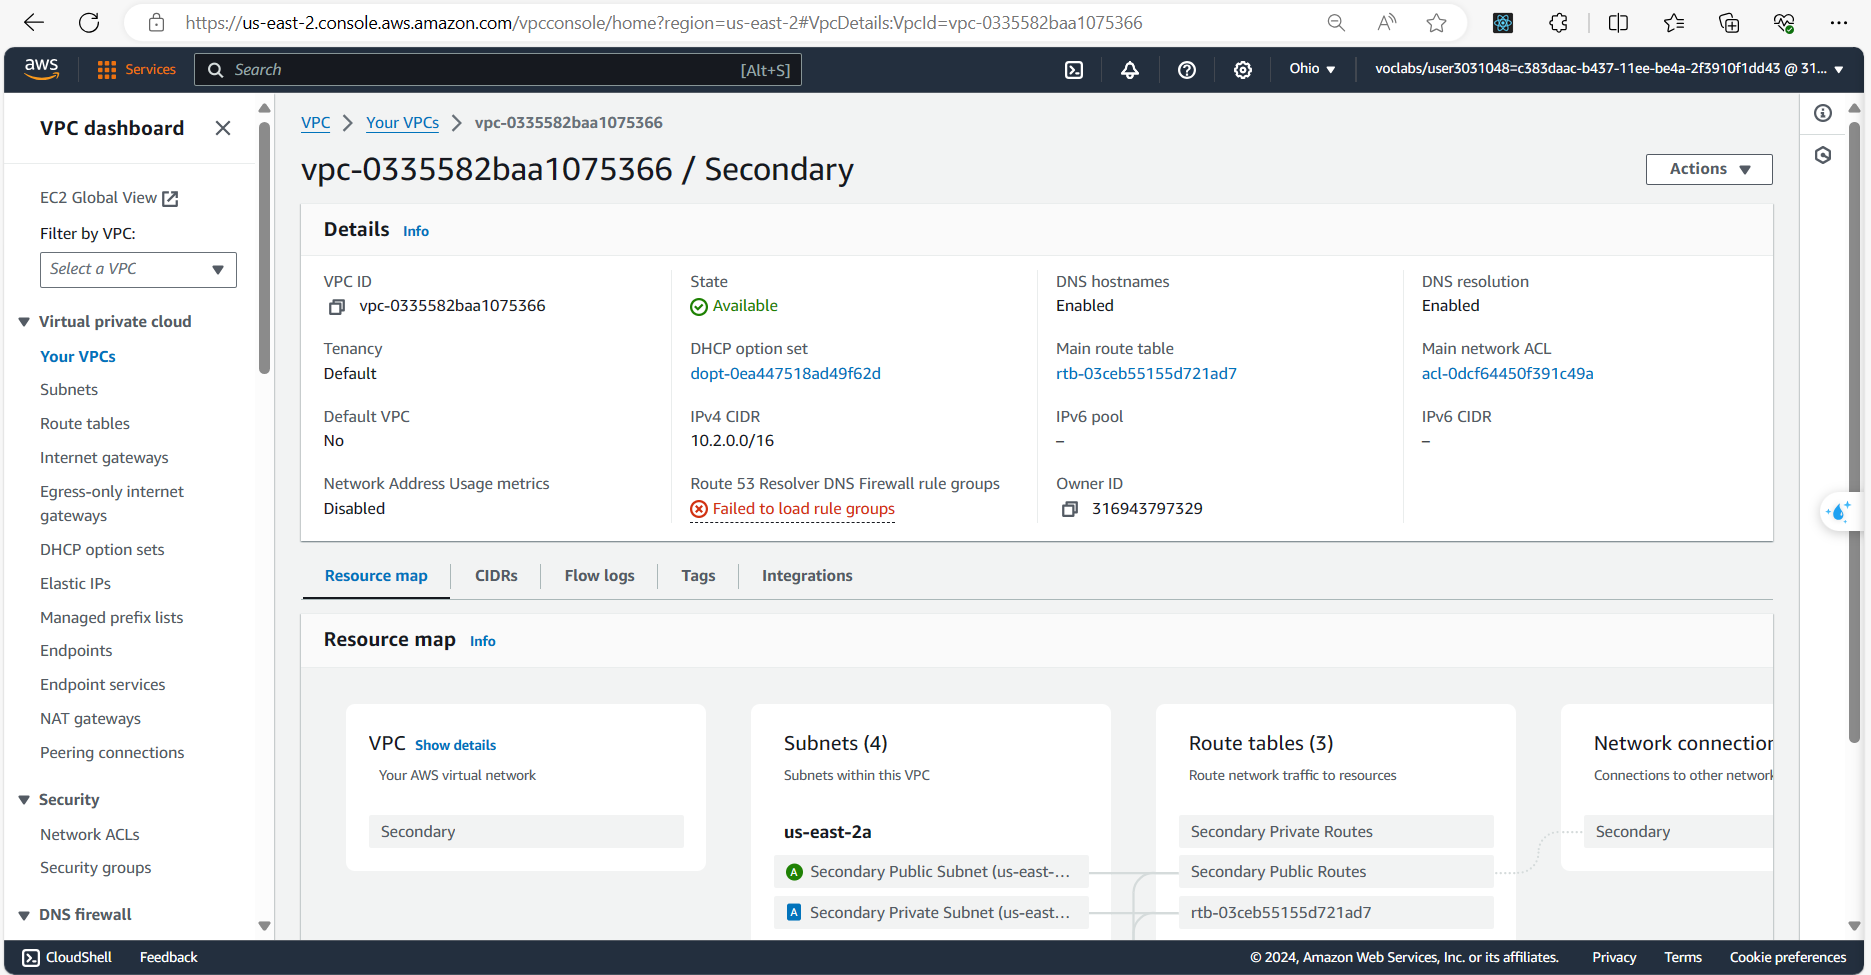 https://us-east-2.console.aws.amazon.com/vpcconsole/home?region=us-east-2#VpcDetails:VpcId=vpc-0335582baa1075366
aws
Services
Search
[Alt+S]
Ohio
voclabs/user3031048=c383daac-b437-11ee-be4a-2f3910f1dd43 @ 31...
VPC dashboard
EC2 Global View
Filter by VPC:
Select a VPC
Virtual private cloud
Your VPCs
Subnets
Route tables
Internet gateways
Egress-only internet
gateways
DHCP option sets
Elastic IPs
Managed prefix lists
Endpoints
Endpoint services
NAT gateways
Peering connections
Security
Network ACLs
Security groups
DNS firewall
VPC
Your VPCs
vpc-0335582baa1075366
vpc-0335582baa1075366 / Secondary
Actions
Details Info
VPC ID
vpc-0335582baa1075366
State
Available
DNS hostnames
Enabled
DNS resolution
Enabled
Tenancy
Default
DHCP option set
dopt-0ea447518ad49f62d
Main route table
rtb-03ceb55155d721ad7
Main network ACL
acl-0dcf64450f391c49a
Default VPC
No
IPv4 CIDR
10.2.0.0/16
IPv6 pool
–
IPv6 CIDR
–
Network Address Usage metrics
Disabled
Route 53 Resolver DNS Firewall rule groups
Failed to load rule groups
Owner ID
316943797329
Resource map
CIDRs
Flow logs
Tags
Integrations
Resource map Info
VPC Show details
Your AWS virtual network
Secondary
Subnets (4)
Subnets within this VPC
us-east-2a
A Secondary Public Subnet (us-east-...
A Secondary Private Subnet (us-east...
Route tables (3)
Route network traffic to resources
Secondary Private Routes
Secondary Public Routes
rtb-03ceb55155d721ad7
Network connection
Connections to other network
Secondary
CloudShell
Feedback
© 2024, Amazon Web Services, Inc. or its affiliates.
Privacy
Terms
Cookie preferences